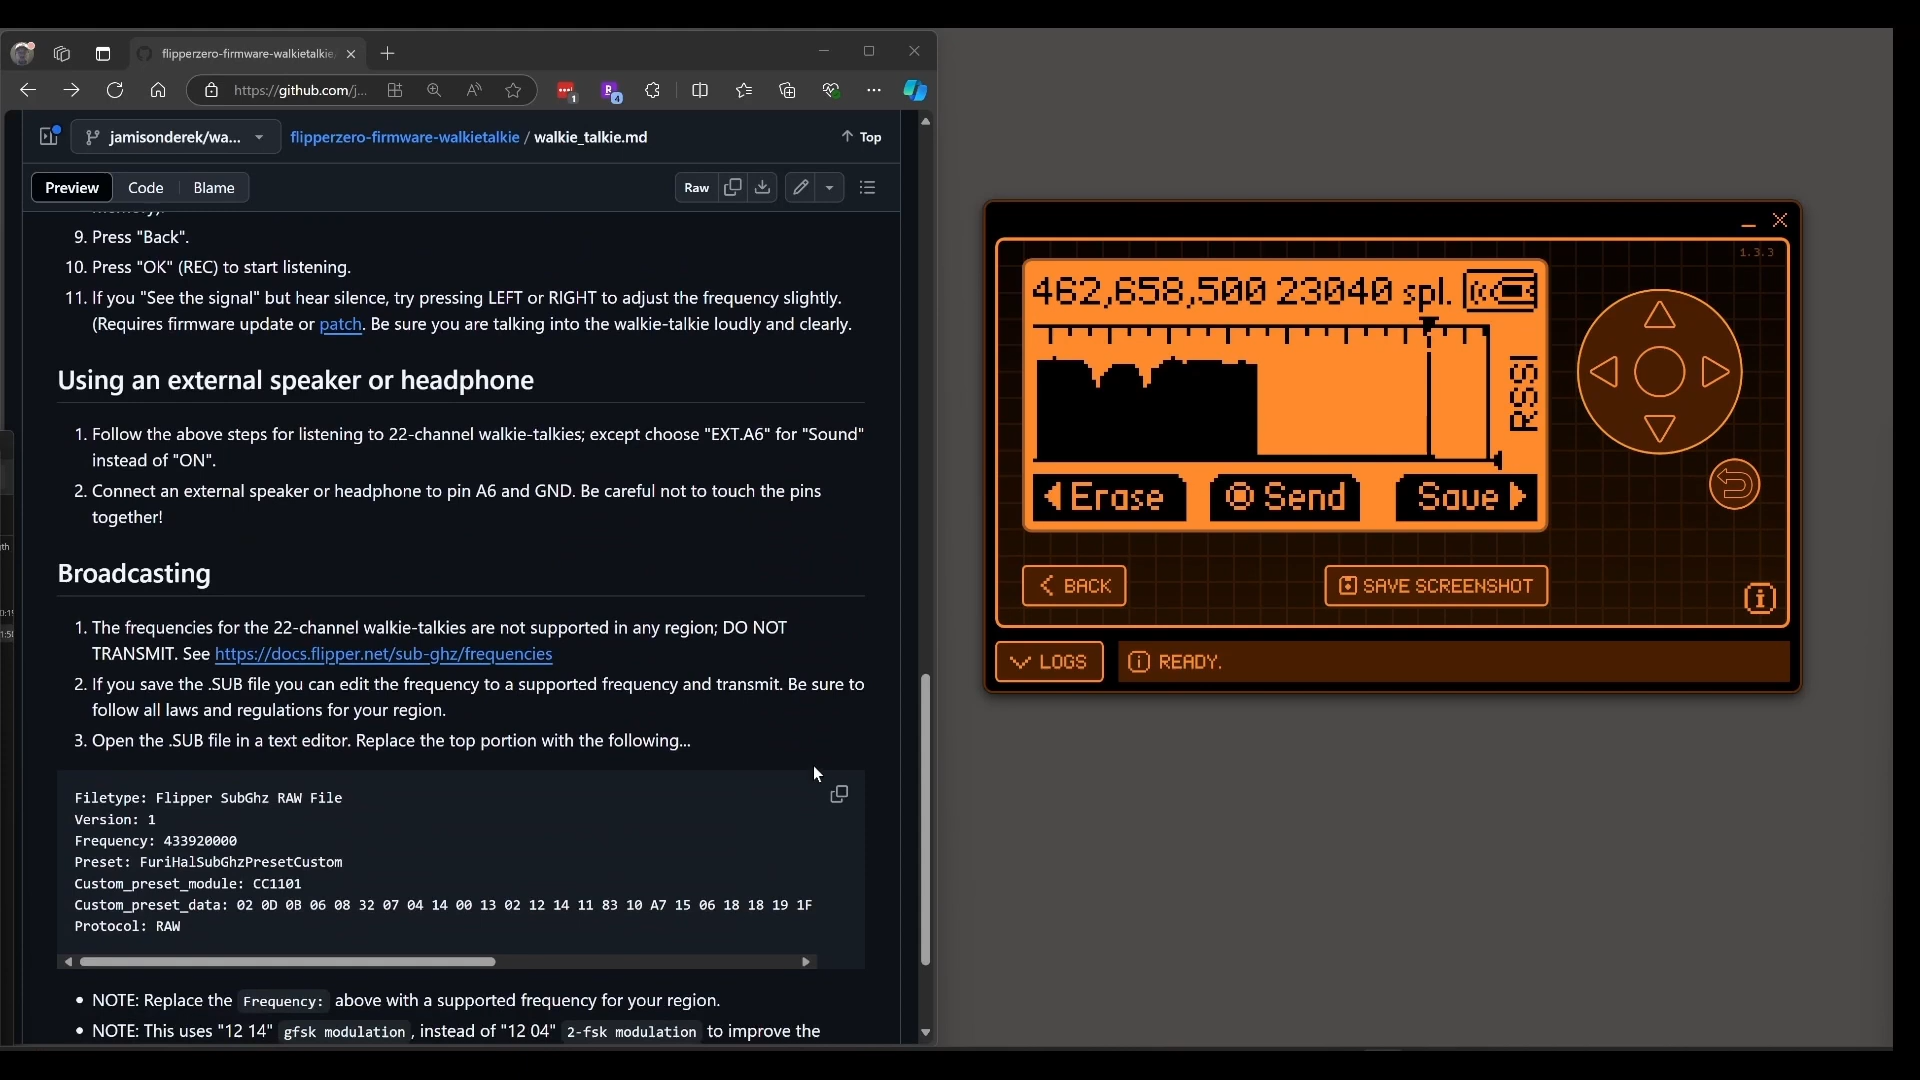 flipperzero-firmware-walkietalkie
https://github.com/j...
1
4
jamisonderek/wa...
flipperzero-firmware-walkietalkie / walkie_talkie.md
Top
Preview
Code
Blame
Raw
9. Press "Back".
10. Press "OK" (REC) to start listening.
11. If you "See the signal" but hear silence, try pressing LEFT or RIGHT to adjust the frequency slightly.
(Requires firmware update or patch. Be sure you are talking into the walkie-talkie loudly and clearly.
Using an external speaker or headphone
1. Follow the above steps for listening to 22-channel walkie-talkies; except choose "EXT.A6" for "Sound"
instead of "ON".
2. Connect an external speaker or headphone to pin A6 and GND. Be careful not to touch the pins
together!
Broadcasting
1. The frequencies for the 22-channel walkie-talkies are not supported in any region; DO NOT
TRANSMIT. See https://docs.flipper.net/sub-ghz/frequencies
2. If you save the .SUB file you can edit the frequency to a supported frequency and transmit. Be sure to
follow all laws and regulations for your region.
3. Open the .SUB file in a text editor. Replace the top portion with the following...
Filetype: Flipper SubGhz RAW File
Version: 1
Frequency: 433920000
Preset: FuriHalSubGhzPresetCustom
Custom_preset_module: CC1101
Custom_preset_data: 02 0D 0B 06 08 32 07 04 14 00 13 02 12 14 11 83 10 A7 15 06 18 18 19 1F
Protocol: RAW
NOTE: Replace the Frequency: above with a supported frequency for your region.
NOTE: This uses "12 14" gfsk modulation, instead of "12 04" 2-fsk modulation to improve the
1.3.3
462,658,500 23040 spl.
RSSI
Erase
Send
Save
BACK
SAVE SCREENSHOT
LOGS
READY.